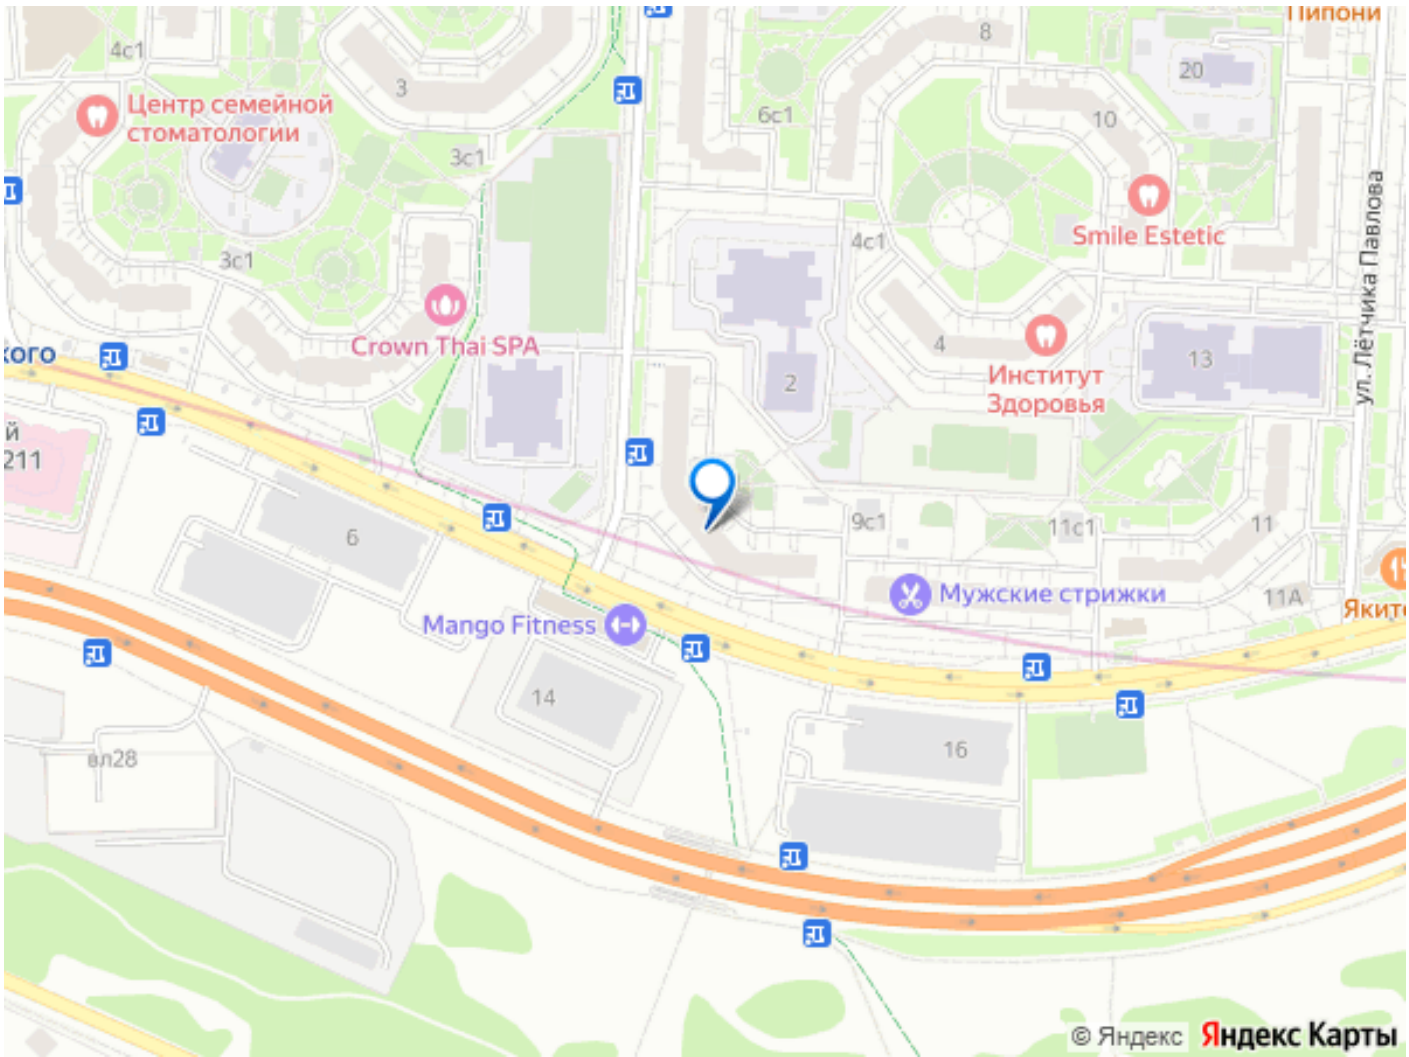 Пипони
8
4с1
3
20
Центр семейной
стоматологии
6с1
10
3с1
ул. Лётчика Павлова
Smile Estetic
4с1
3с1
Crown Thai SPA
4
13
кого
Институт
Здоровья
2
й
211
9с1
11с1
11
6
Мужские стрижки
11А
Mango Fitness
Якито
14
16
вл28
© Яндекс Яндекс Карты